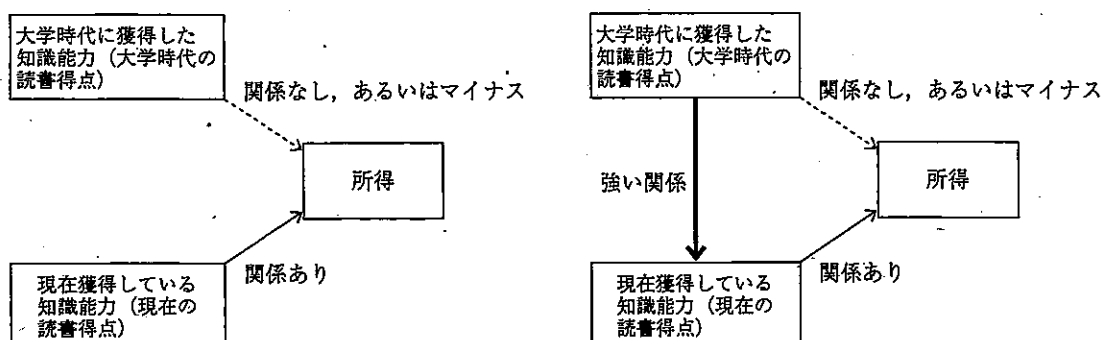 大学時代に獲得した
知識能力（大学時代の
読書得点）
関係なし，あるいはマイナス
所得
関係あり
現在獲得している
知識能力（現在の
読書得点）
大学時代に獲得した
知識能力（大学時代の
読書得点）
関係なし，あるいはマイナス
強い関係
所得
関係あり
現在獲得している
知識能力（現在の
読書得点）